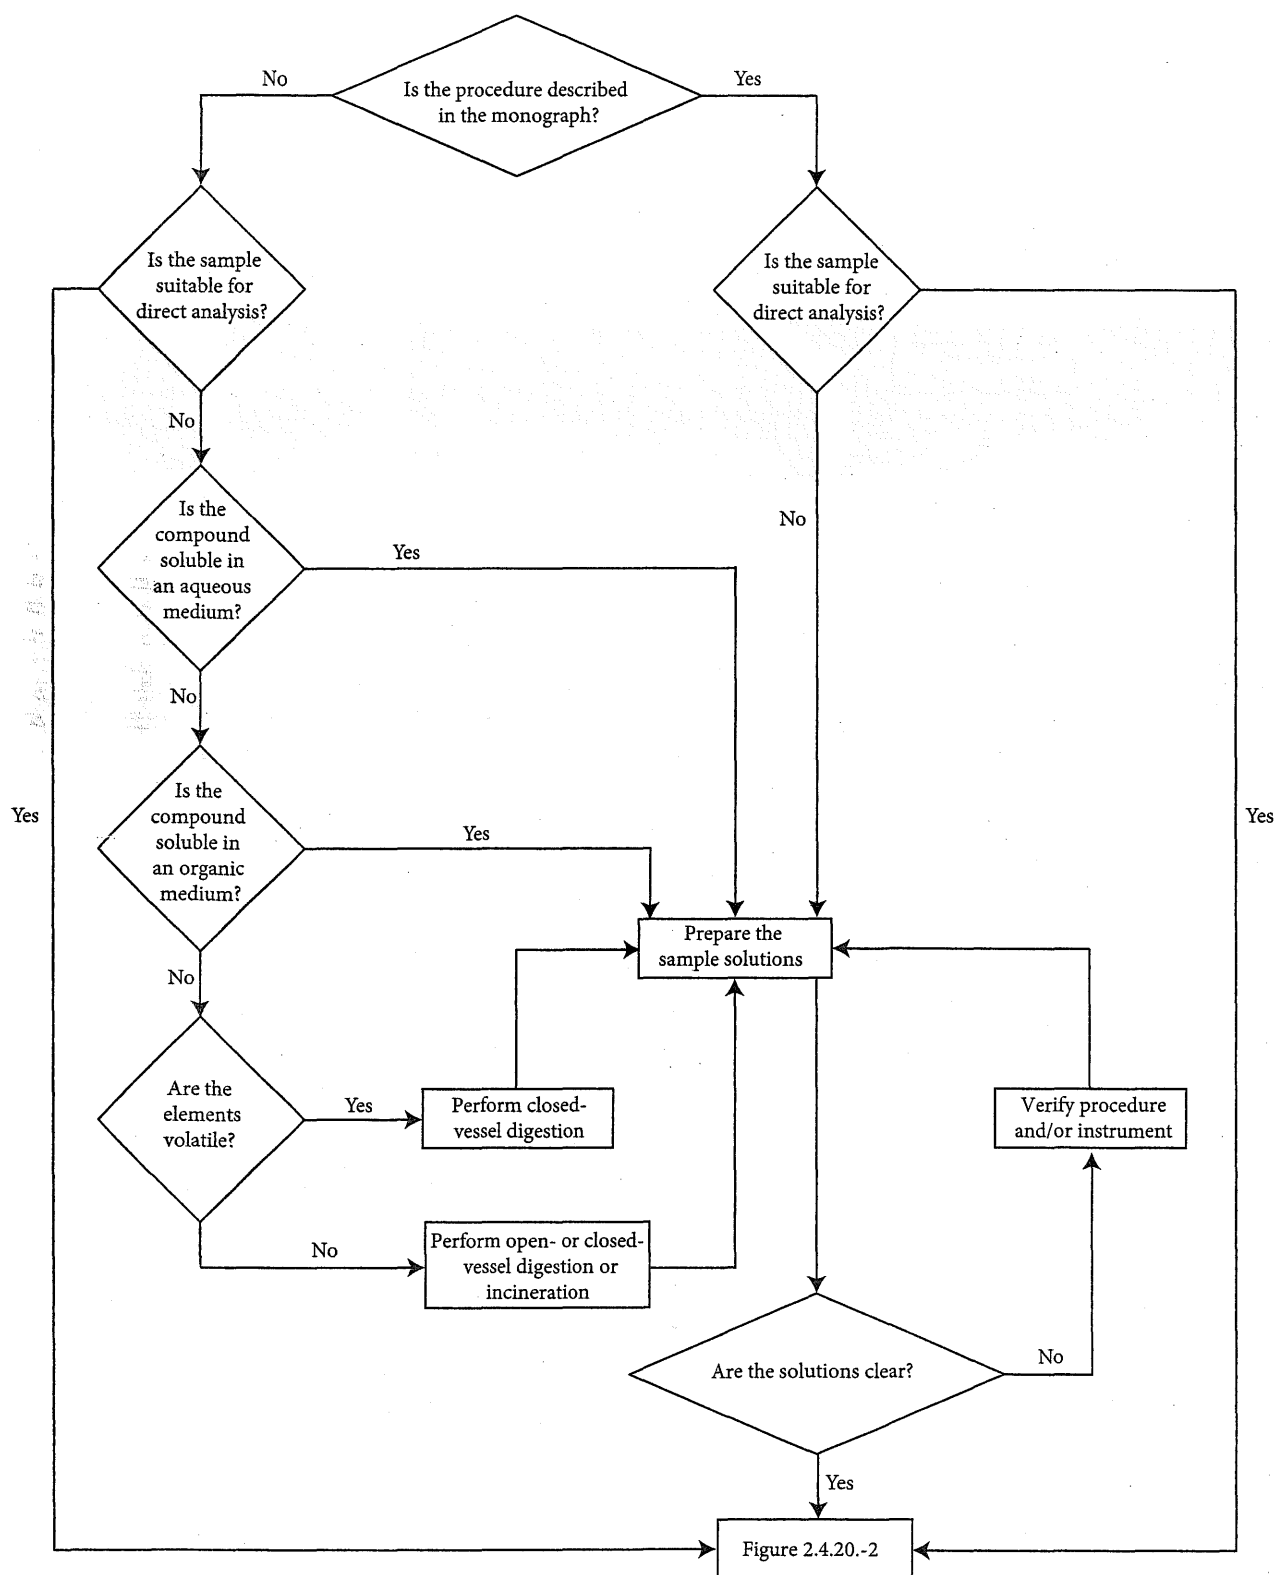 No
Yes
Is the procedure described
in the monograph?
Is the sample
suitable for
direct analysis?
Is the sample
suitable for
direct analysis?
No
Is the
compound
soluble in
an aqueous
medium?
Yes
No
No
Is the
compound
soluble in
an organic
medium?
Yes
Yes
Yes
Prepare the
sample solutions
No
Are the
elements
volatile?
Yes
Perform closed-
vessel digestion
Verify procedure
and/or instrument
No
Perform open- or closed-
vessel digestion or
incineration
Are the solutions clear?
No
Yes
Figure 2.4.20.-2